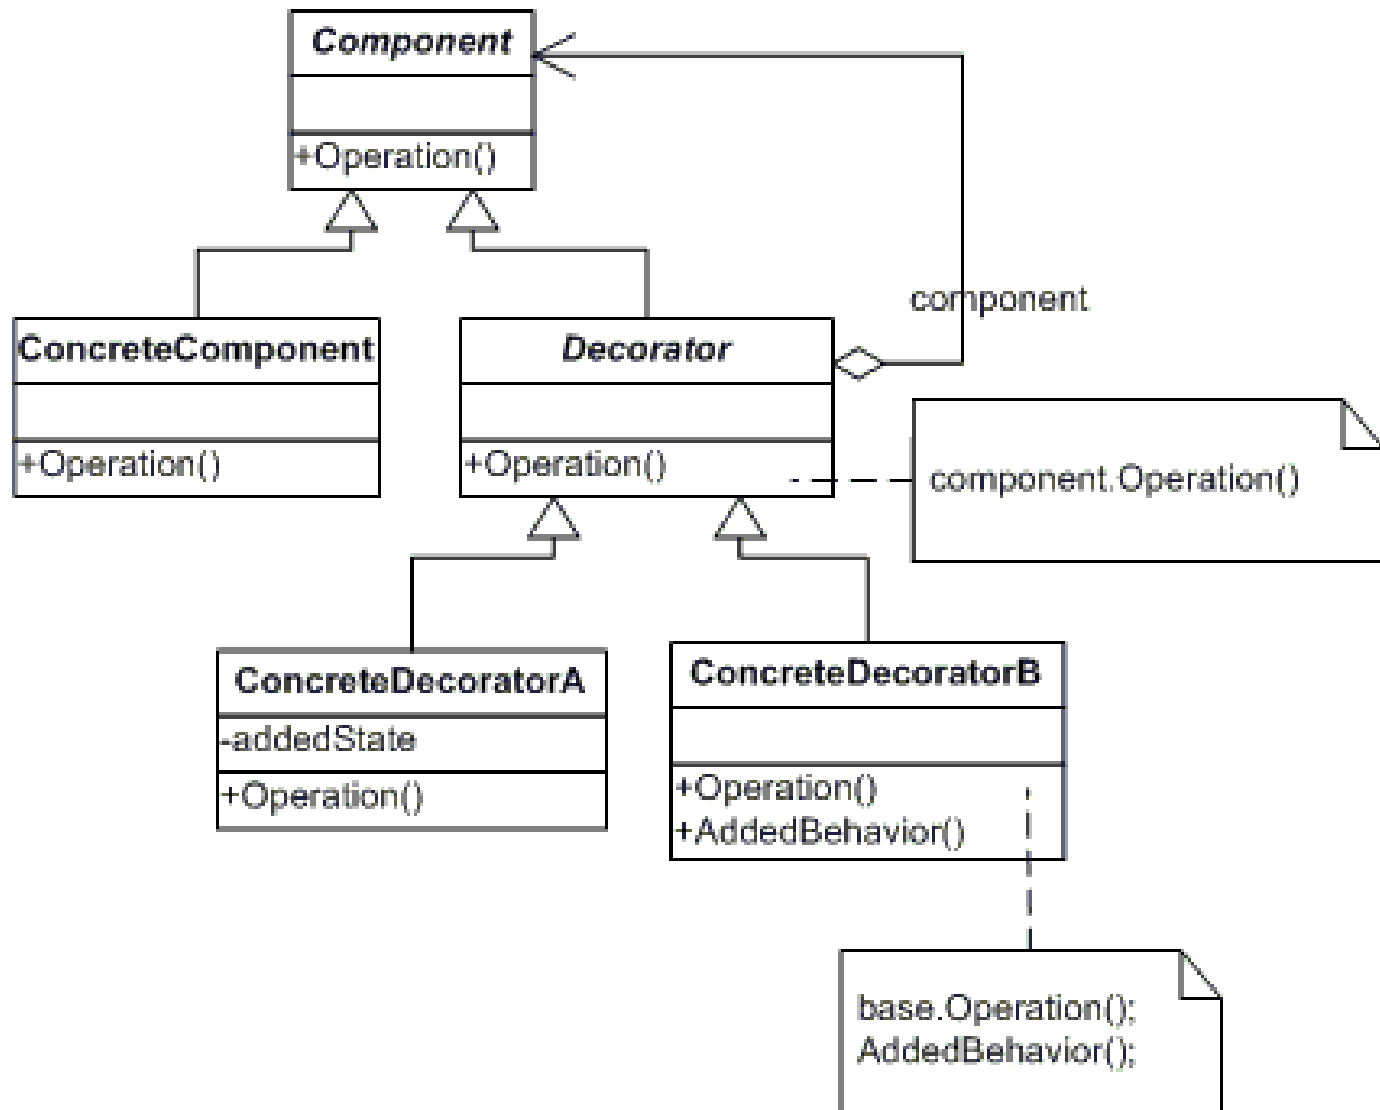 Component
+Operation()
component
ConcreteComponent
+Operation()
Decorator
+Operation()
component.Operation()
ConcreteDecoratorA
-addedState
+Operation()
ConcreteDecoratorB
+Operation()
+AddedBehavior()
base.Operation();
AddedBehavior();